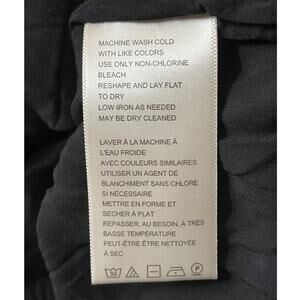 MACHINE WASH COLD
WITH LIKE COLORS
USE ONLY NON-CHLORINE
BLEACH
RESHAPE AND LAY FLAT
TO DRY
LOW IRON AS NEEDED
MAY BE DRY CLEANED
LAVER À LA MACHINE À
L'EAU FROIDE
AVEC COULEURS SIMILAIRES
UTILISER UN AGENT DE
BLANCHIMENT SANS CHLORE
SI NÉCESSAIRE
METTRE EN FORME ET
SÉCHER À PLAT
REPASSER, AU BESOIN, À TRÈS
BASSE TEMPÉRATURE
PEUT-ÊTRE ÊTRE NETTOYÉE
À SEC